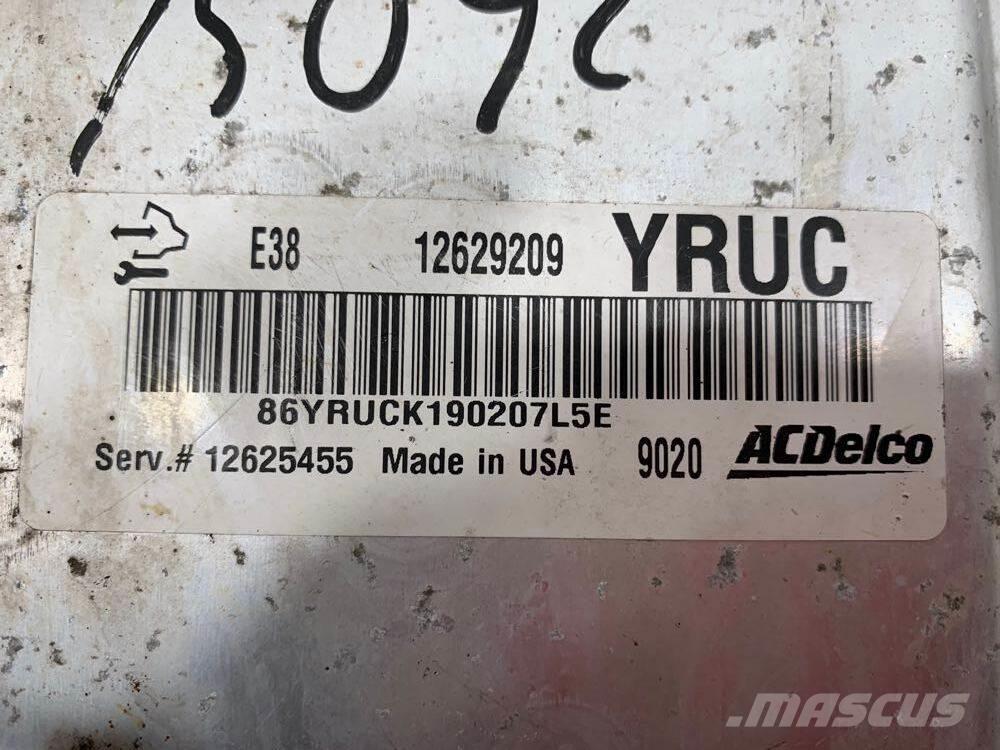 E38 12629209 YRUC
86YRUCK190207L5E
Serv.# 12625455 Made in USA 9020 ACDelco
MASCUS